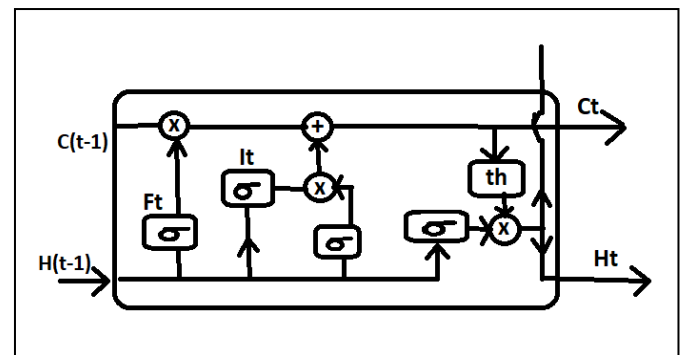 Ct
C(t-1)
X
+
It
σ
x
th
Ft
σ
σ
σ
X
H(t-1)
Ht